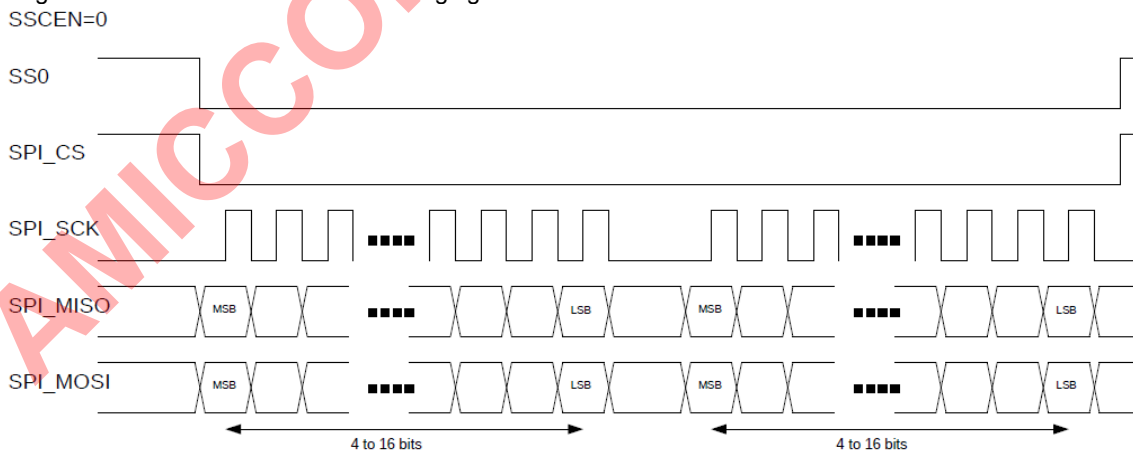 SSCEN=0
SS0
SPI_CS
SPI_SCK
SPI_MISO MSB LSB MSB LSB
SPI_MOSI MSB LSB MSB LSB
4 to 16 bits 4 to 16 bits
AMICCO